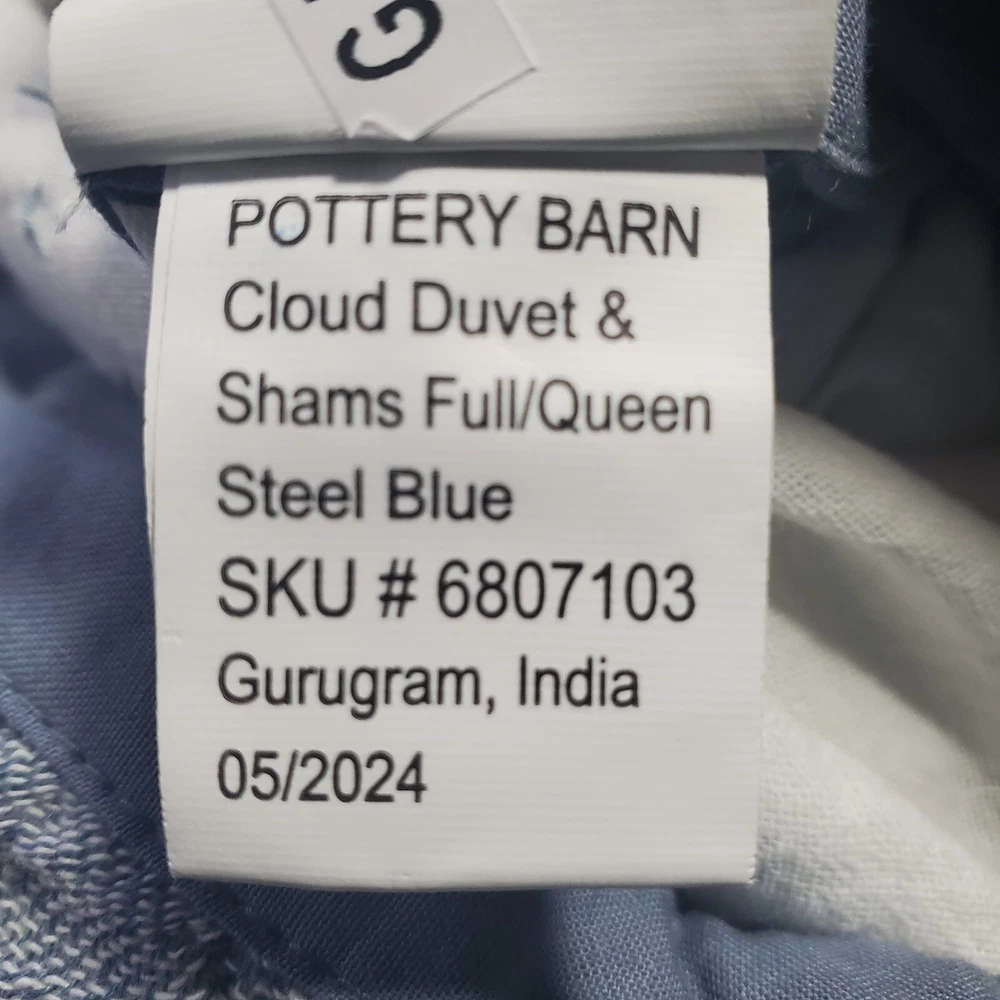 G
POTTERY BARN
Cloud Duvet &
Shams Full/Queen
Steel Blue
SKU # 6807103
Gurugram, India
05/2024